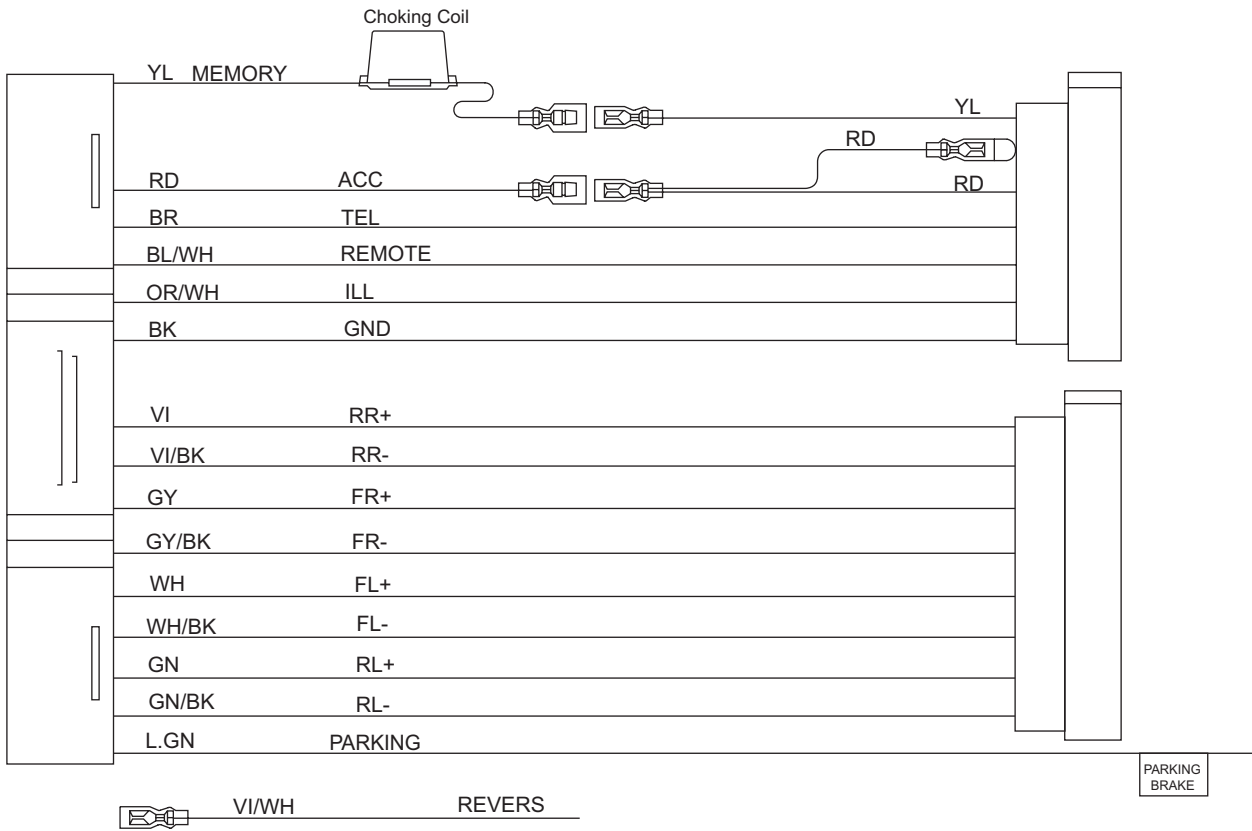 Choking Coil
YL MEMORY
YL
RD
RD ACC RD
BR TEL
BL/WH REMOTE
OR/WH ILL
BK GND
VI RR+
VI/BK RR-
GY FR+
GY/BK FR-
WH FL+
WH/BK FL-
GN RL+
GN/BK RL-
L.GN PARKING
PARKING
BRAKE
VI/WH REVERS